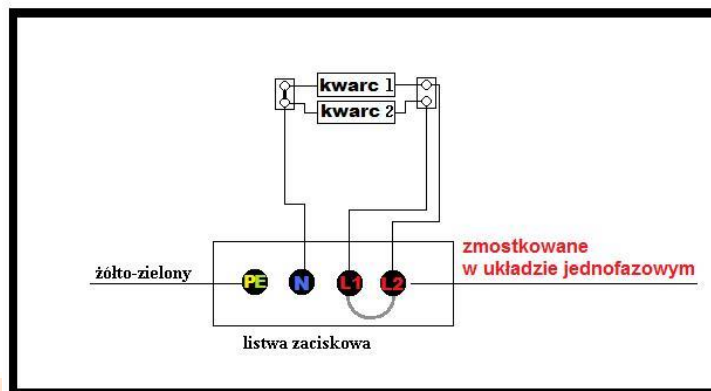 kwarc 1
kwarc 2
zmostkowane
w układzie jednofazowym
żółto-zielony
PE N L1 L2
listwa zaciskowa